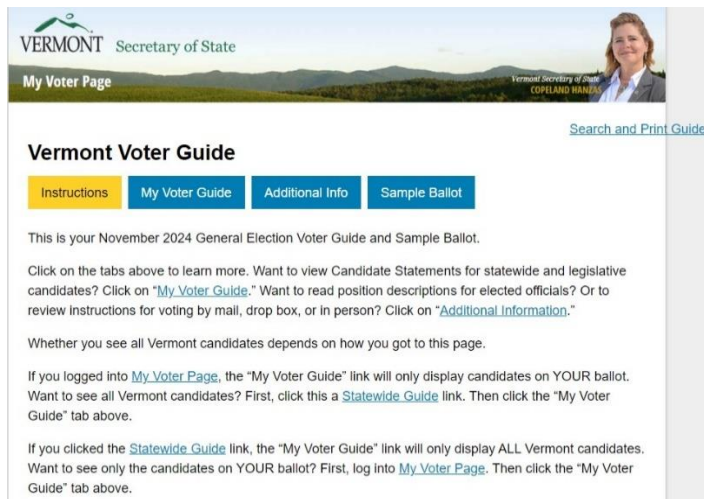 VERMONT Secretary of State
My Voter Page
Vermont Secretary of State
COPELAND HANZAS
Search and Print Guide
Vermont Voter Guide
Instructions My Voter Guide Additional Info Sample Ballot
This is your November 2024 General Election Voter Guide and Sample Ballot.
Click on the tabs above to learn more. Want to view Candidate Statements for statewide and legislative
candidates? Click on “My Voter Guide.” Want to read position descriptions for elected officials? Or to
review instructions for voting by mail, drop box, or in person? Click on “Additional Information.”
Whether you see all Vermont candidates depends on how you got to this page.
If you logged into My Voter Page, the “My Voter Guide” link will only display candidates on YOUR ballot.
Want to see all Vermont candidates? First, click this a Statewide Guide link. Then click the “My Voter
Guide” tab above.
If you clicked the Statewide Guide link, the “My Voter Guide” link will only display ALL Vermont candidates.
Want to see only the candidates on YOUR ballot? First, log into My Voter Page. Then click the “My Voter
Guide” tab above.